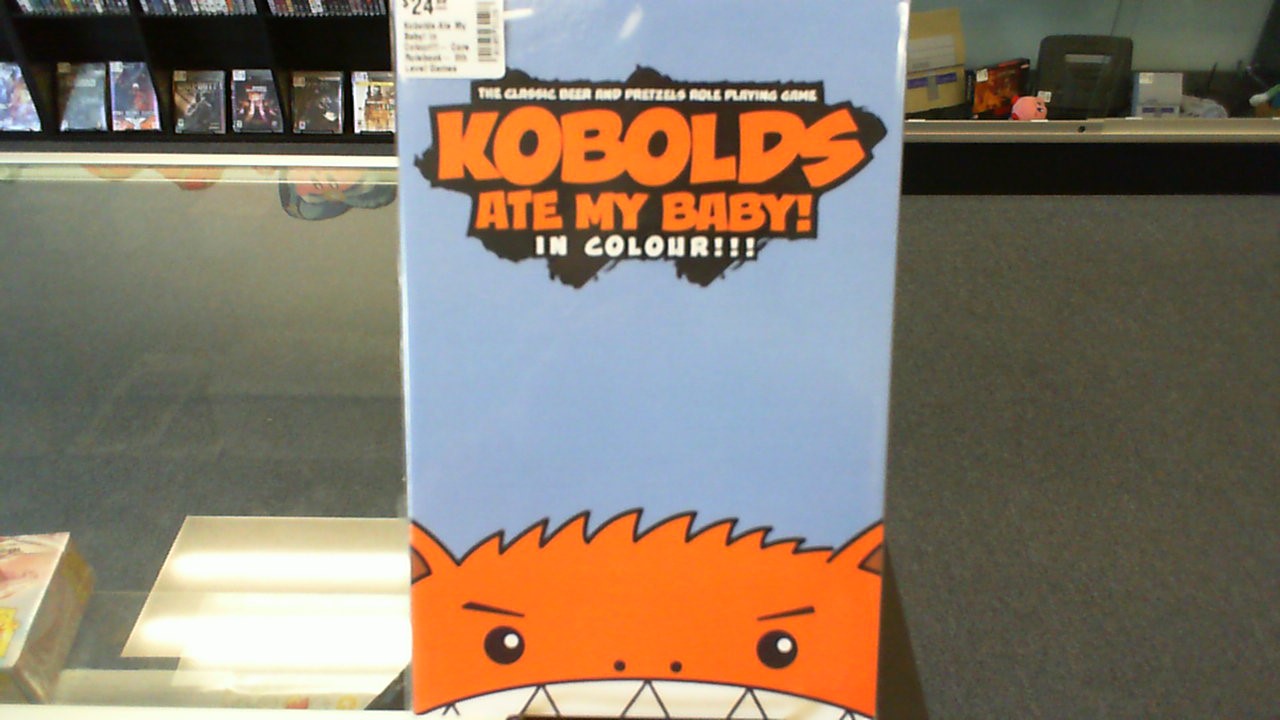 $24
Kobolds Ate My
Baby! in
Colour!!! - Core
Rulebook - 9th
Level Games
THE CLASSIC BEER AND PRETZELS ROLE PLAYING GAME
KOBOLDS
ATE MY BABY!
IN COLOUR!!!